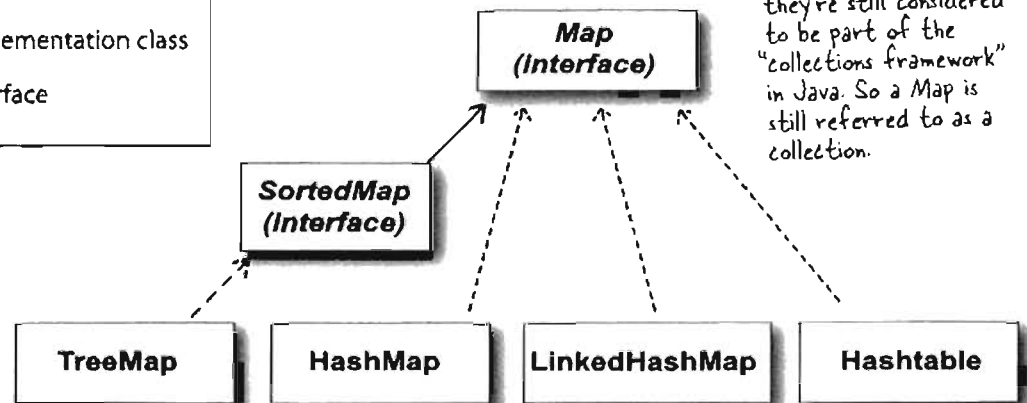 ementation class
rface
Map
(Interface)
they're still considered
to be part of the
"collections framework"
in Java. So a Map is
still referred to as a
collection.
SortedMap
(Interface)
TreeMap
HashMap
LinkedHashMap
Hashtable